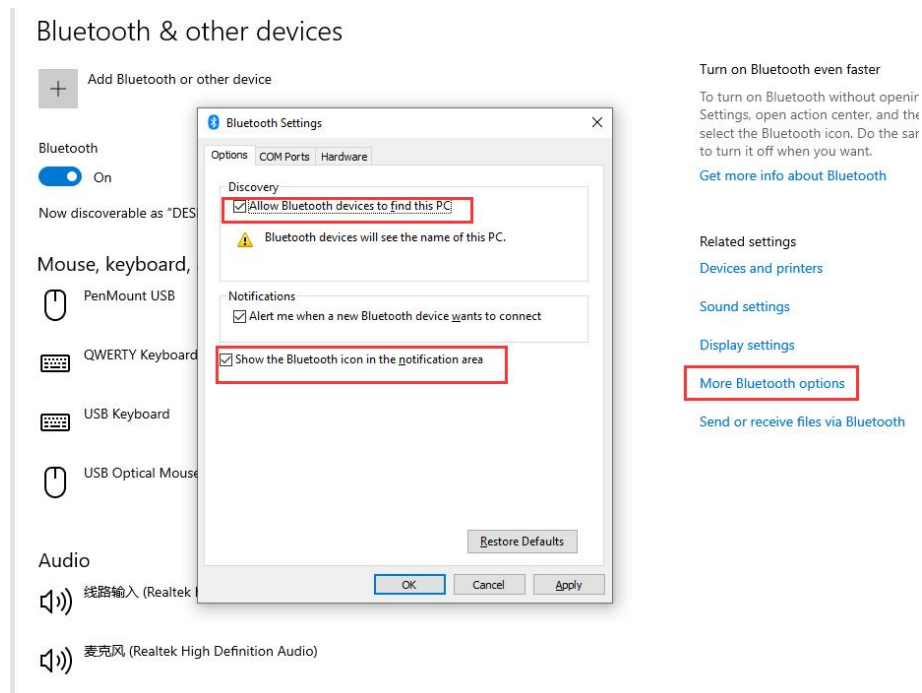 Bluetooth & other devices
Add Bluetooth or other device
Bluetooth
On
Now discoverable as "DES
Mouse, keyboard,
PenMount USB
QWERTY Keyboard
USB Keyboard
USB Optical Mouse
Audio
线路输入 (Realtek
麦克风 (Realtek High Definition Audio)
Bluetooth Settings
Options COM Ports Hardware
Discovery
Allow Bluetooth devices to find this PC
Bluetooth devices will see the name of this PC.
Notifications
Alert me when a new Bluetooth device wants to connect
Show the Bluetooth icon in the notification area
Restore Defaults
OK Cancel Apply
Turn on Bluetooth even faster
To turn on Bluetooth without openin
Settings, open action center, and the
select the Bluetooth icon. Do the sar
to turn it off when you want.
Get more info about Bluetooth
Related settings
Devices and printers
Sound settings
Display settings
More Bluetooth options
Send or receive files via Bluetooth